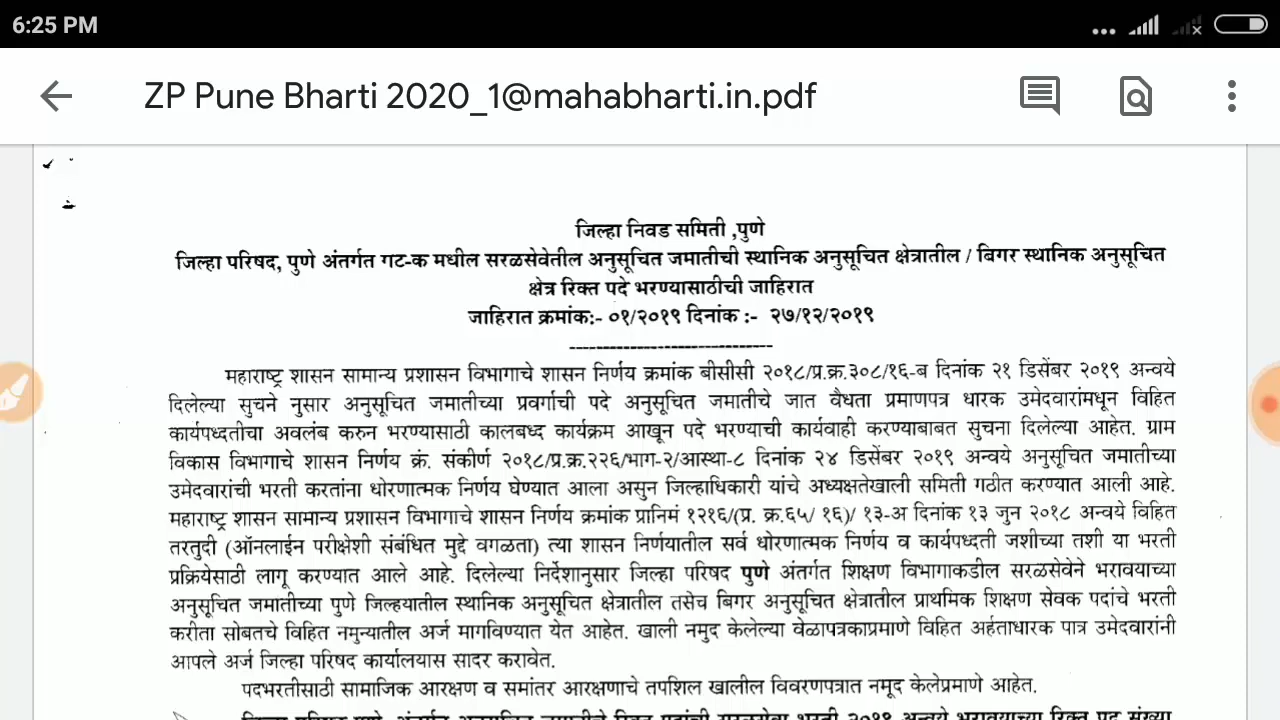 6:25 PM
ZP Pune Bharti 2020_1@mahabharti.in.pdf
जिल्हा निवड समिती ,पुणे
जिल्हा परिषद, पुणे अंतर्गत गट-क मधील सरळसेवेतील अनुसूचित जमातीची स्थानिक अनुसूचित क्षेत्रातील / बिगर स्थानिक अनुसूचित
क्षेत्र रिक्त पदे भरण्यासाठीची जाहिरात
जाहिरात क्रमांक:- ०१/२०१९ दिनांक :- २७/१२/२०१९
महाराष्ट्र शासन सामान्य प्रशासन विभागाचे शासन निर्णय क्रमांक बीसीसी २०१८/प्र.क्र.३०८/१६-ब दिनांक २१ डिसेंबर २०१९ अन्वये
दिलेल्या सुचने नुसार अनुसूचित जमातीच्या प्रवर्गाची पदे अनुसूचित जमातीचे जात वैधता प्रमाणपत्र धारक उमेदवारांमधून विहित
कार्यपध्दतीचा अवलंब करुन भरण्यासाठी कालबध्द कार्यक्रम आखून पदे भरण्याची कार्यवाही करण्याबाबत सुचना दिलेल्या आहेत. ग्राम
विकास विभागाचे शासन निर्णय क्रं. संकीर्ण २०१८/प्र.क्र.२२६/भाग-२/आस्था-८ दिनांक २४ डिसेंबर २०१९ अन्वये अनुसूचित जमातीच्या
उमेदवारांची भरती करतांना धोरणात्मक निर्णय घेण्यात आला असुन जिल्हाधिकारी यांचे अध्यक्षतेखाली समिती गठीत करण्यात आली आहे.
महाराष्ट्र शासन सामान्य प्रशासन विभागाचे शासन निर्णय क्रमांक प्रानिमं १२१६/(प्र. क्र.६५/ १६)/ १३-अ दिनांक १३ जुन २०१८ अन्वये विहित
तरतुदी (ऑनलाईन परीक्षेशी संबंधित मुद्दे वगळता) त्या शासन निर्णयातील सर्व धोरणात्मक निर्णय व कार्यपध्दती जशीच्या तशी या भरती
प्रक्रियेसाठी लागू करण्यात आले आहे. दिलेल्या निर्देशानुसार जिल्हा परिषद पुणे अंतर्गत शिक्षण विभागाकडील सरळसेवेने भरावयाच्या
अनुसूचित जमातीच्या पुणे जिल्हयातील स्थानिक अनुसूचित क्षेत्रातील तसेच बिगर अनुसूचित क्षेत्रातील प्राथमिक शिक्षण सेवक पदांचे भरती
करीता सोबतचे विहित नमुन्यातील अर्ज मागविण्यात येत आहेत. खाली नमुद केलेल्या वेळापत्रकाप्रमाणे विहित अर्हताधारक पात्र उमेदवारांनी
आपले अर्ज जिल्हा परिषद कार्यालयास सादर करावेत.
पदभरतीसाठी सामाजिक आरक्षण व समांतर आरक्षणाचे तपशिल खालील विवरणपत्रात नमूद केलेप्रमाणे आहेत.